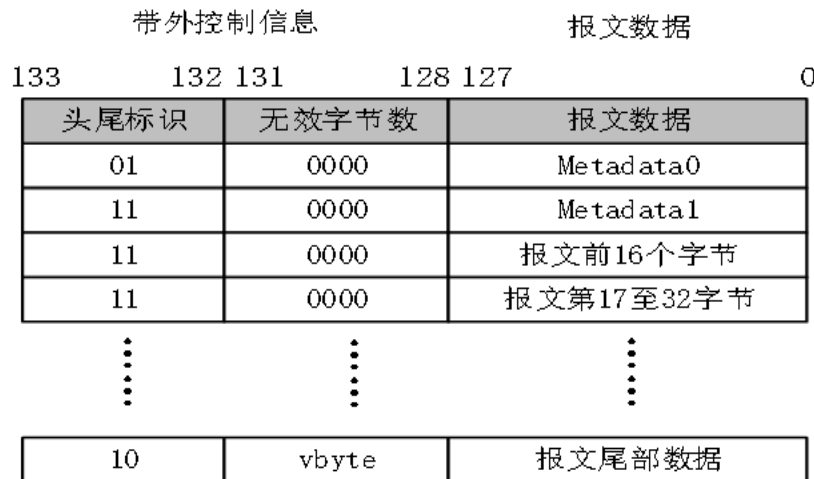 带外控制信息 报文数据
133 132 131 128 127 0
头尾标识 无效字节数 报文数据
01 0000 Metadata0
11 0000 Metadata1
11 0000 报文前16个字节
11 0000 报文第17至32字节
10 vbyte 报文尾部数据